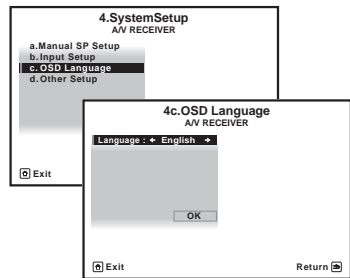 4.SystemSetup
A/V RECEIVER
a.Manual SP Setup
b.Input Setup
c.OSD Language
d.Other Setup
Exit
4c.OSD Language
A/V RECEIVER
Language : English
OK
Exit Return